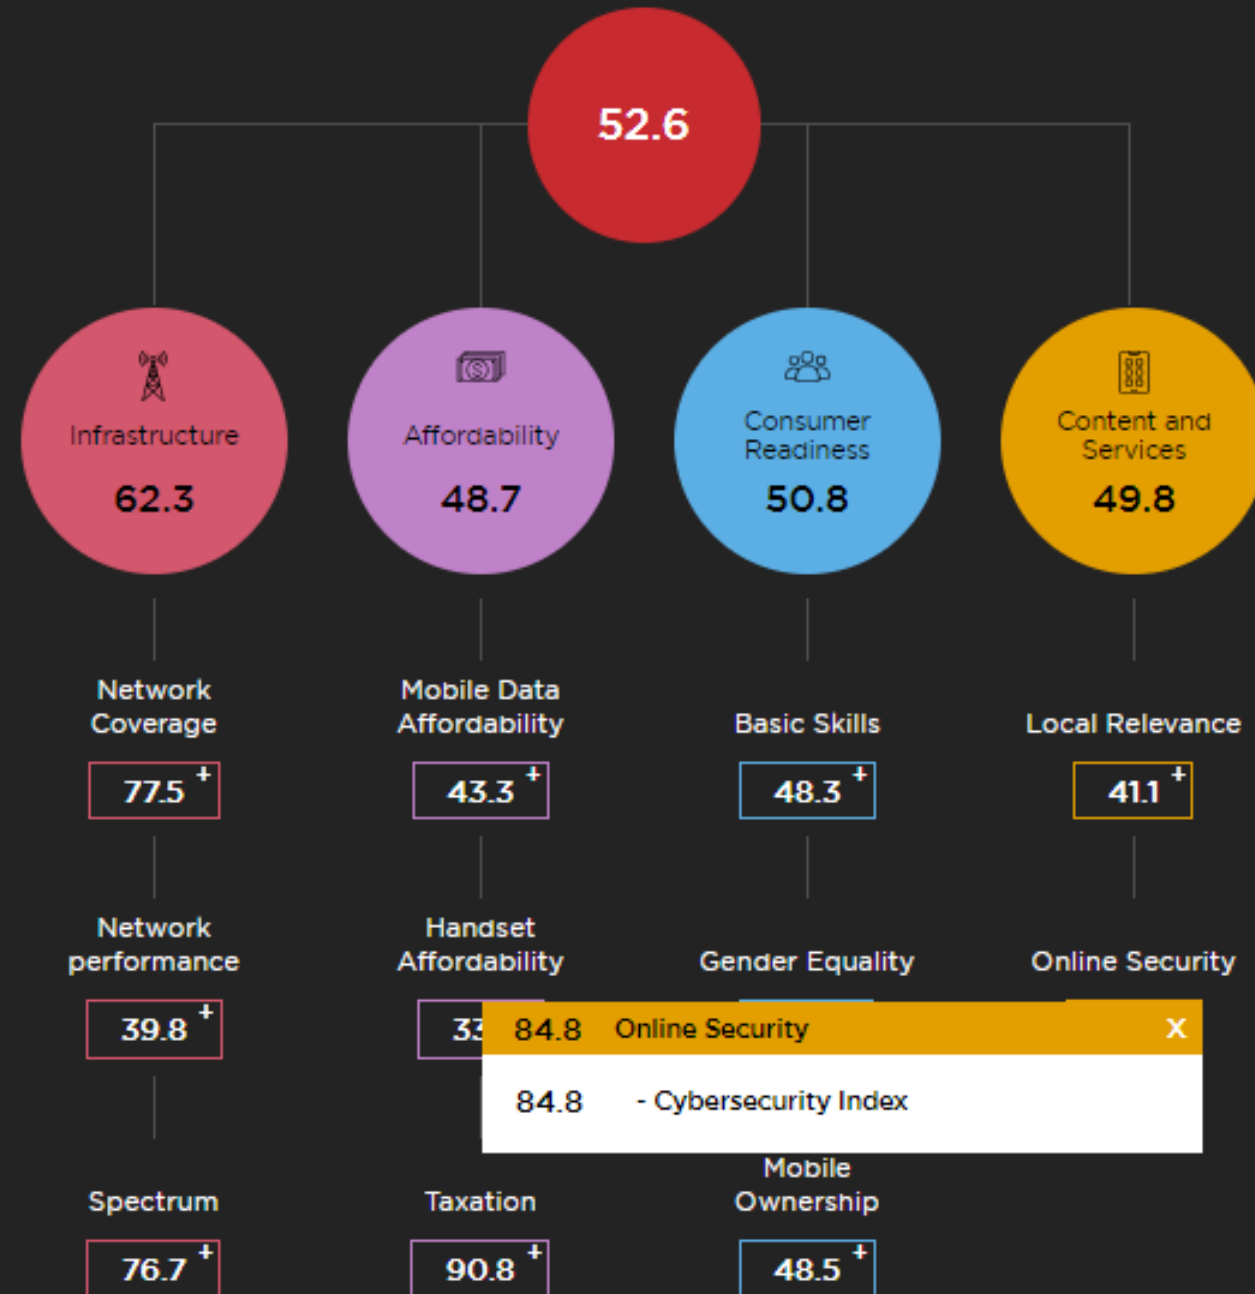 52.6
Infrastructure
62.3
Affordability
48.7
Consumer
Readiness
50.8
Content and
Services
49.8
Network
Coverage
77.5 +
Mobile Data
Affordability
43.3 +
Basic Skills
48.3 +
Local Relevance
41.1 +
Network
performance
39.8 +
Handset
Affordability
33
Gender Equality
Online Security
84.8 Online Security X
84.8 - Cybersecurity Index
Spectrum
76.7 +
Taxation
90.8 +
Mobile
Ownership
48.5 +